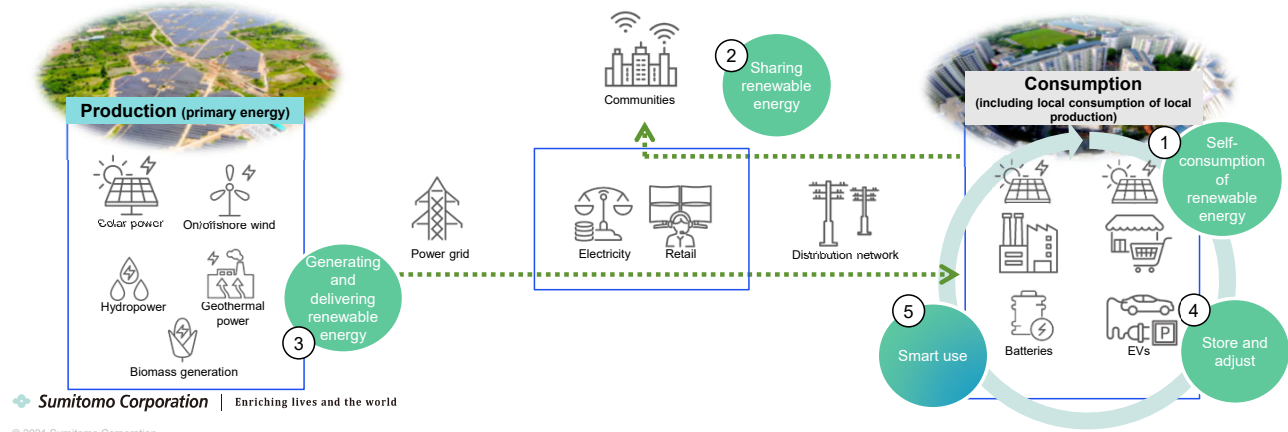 Production (primary energy)
Solar power
On/offshore wind
Hydropower
Geothermal
power
Biomass generation
3
Generating
and
delivering
renewable
energy
Power grid
Communities
2
Sharing
renewable
energy
Electricity
Retail
Distribution network
Consumption
(including local consumption of local
production)
1
Self-
consumption
of
renewable
energy
Batteries
EVs
P
4
Store and
adjust
5
Smart use
Sumitomo Corporation
Enriching lives and the world